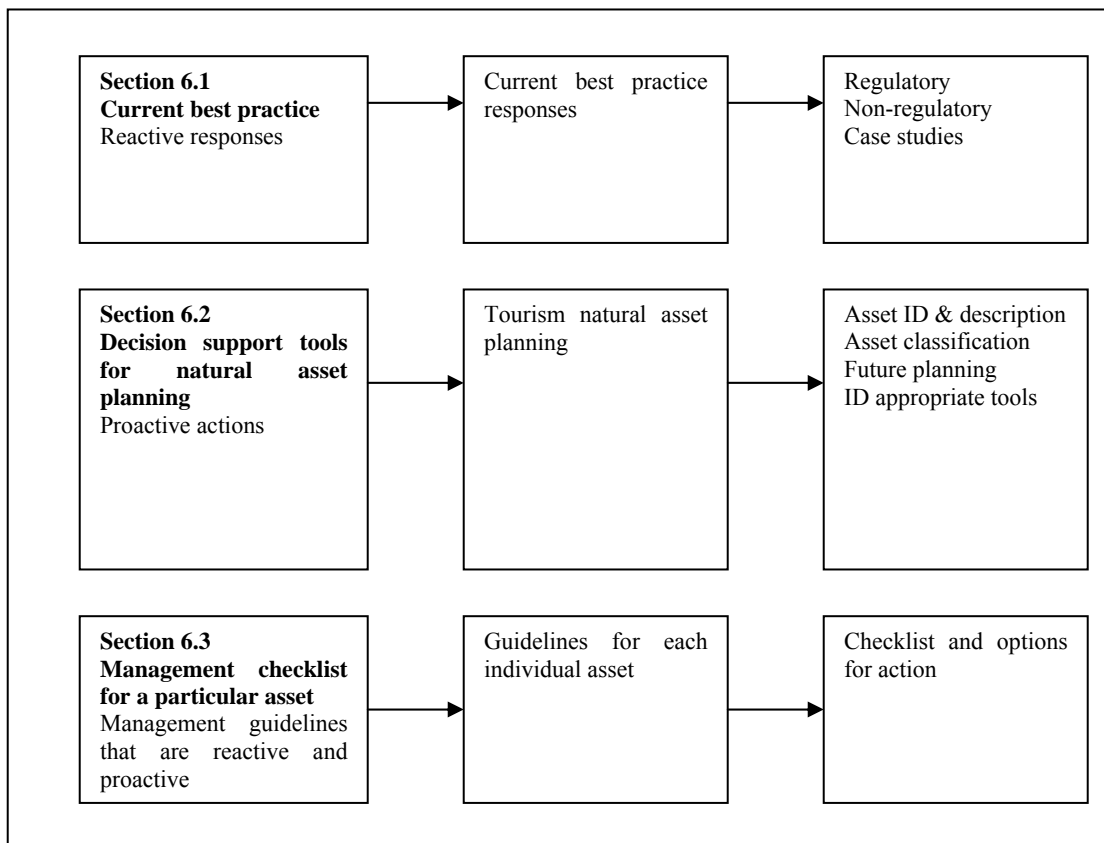 Section 6.1
Current best practice
Reactive responses
Current best practice
responses
Regulatory
Non-regulatory
Case studies
Section 6.2
Decision support tools
for natural asset
planning
Proactive actions
Tourism natural asset
planning
Asset ID & description
Asset classification
Future planning
ID appropriate tools
Section 6.3
Management checklist
for a particular asset
Management guidelines
that are reactive and
proactive
Guidelines for each
individual asset
Checklist and options
for action